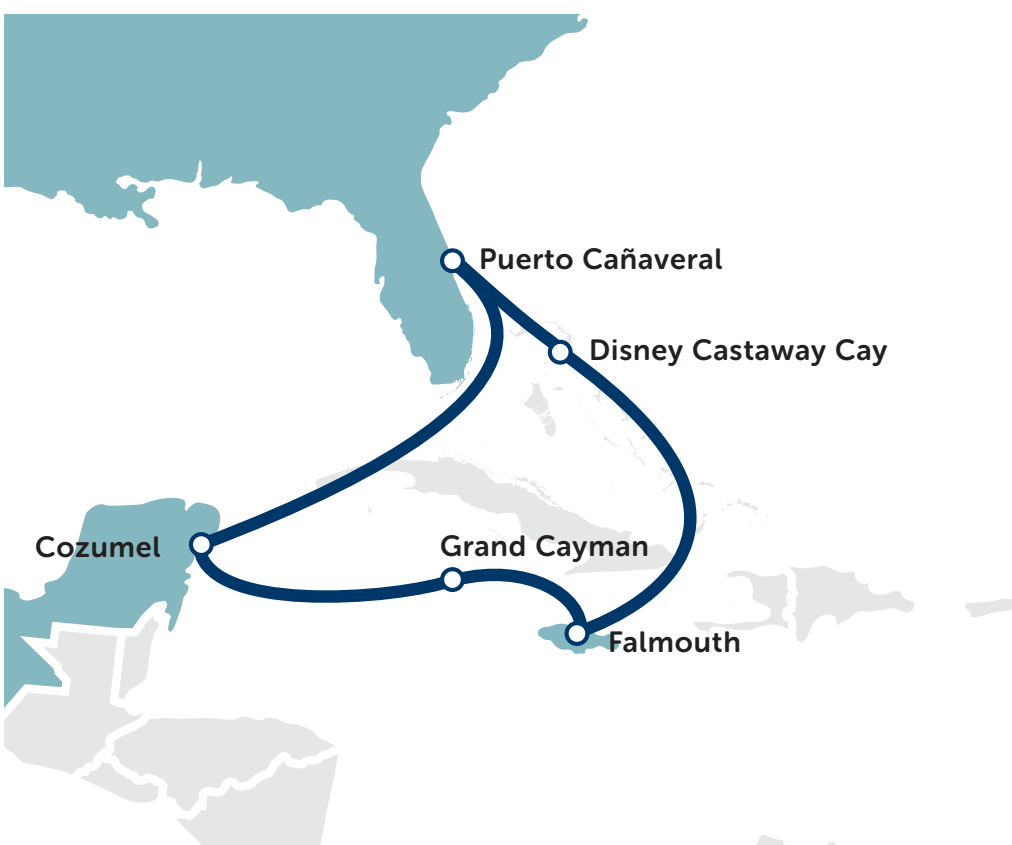 Puerto Cañaveral
Disney Castaway Cay
Cozumel
Grand Cayman
Falmouth